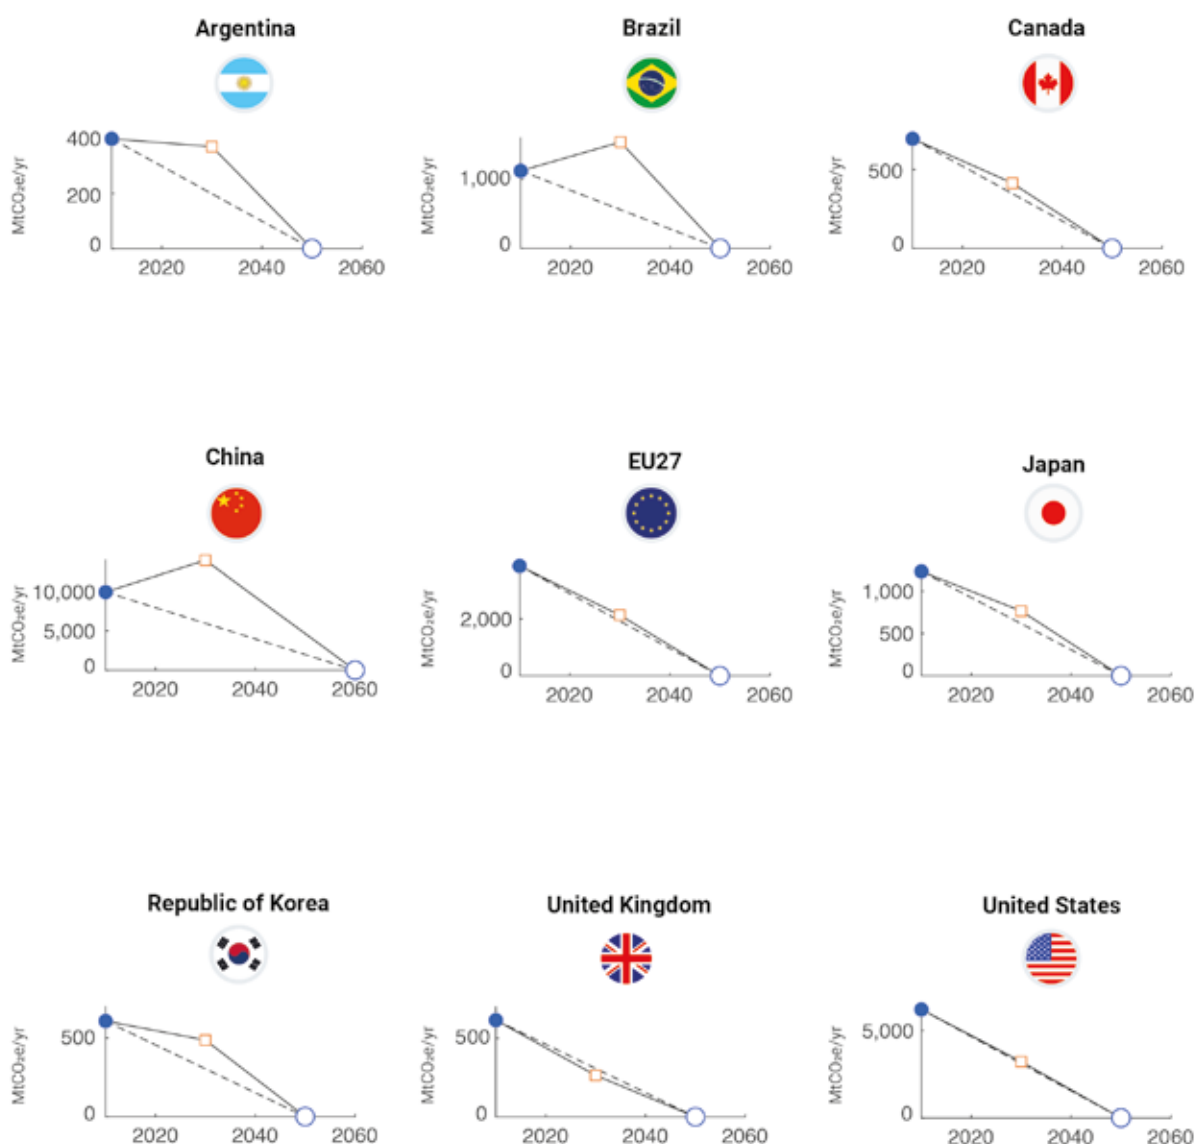 Argentina
MtCO₂e/yr
400
200
0
2020 2040 2060
Brazil
MtCO₂e/yr
1,000
0
2020 2040 2060
Canada
MtCO₂e/yr
500
0
2020 2040 2060
China
MtCO₂e/yr
10,000
5,000
0
2020 2040 2060
EU27
MtCO₂e/yr
2,000
0
2020 2040 2060
Japan
MtCO₂e/yr
1,000
500
0
2020 2040 2060
Republic of Korea
MtCO₂e/yr
500
0
2020 2040 2060
United Kingdom
MtCO₂e/yr
500
0
2020 2040 2060
United States
MtCO₂e/yr
5,000
0
2020 2040 2060